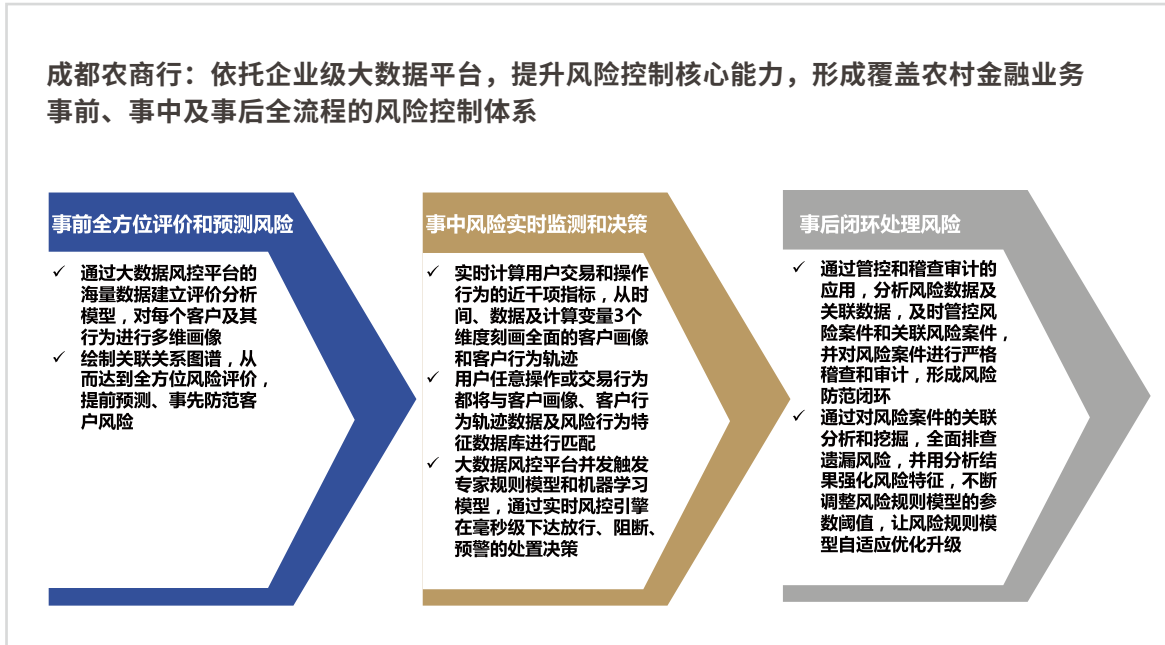 成都农商行：依托企业级大数据平台，提升风险控制核心能力，形成覆盖农村金融业务
事前、事中及事后全流程的风险控制体系
事前全方位评价和预测风险
✓ 通过大数据风控平台的
海量数据建立评价分析
模型，对每个客户及其
行为进行多维画像
✓ 绘制关联关系图谱，从
而达到全方位风险评价，
提前预测、事先防范客
户风险
事中风险实时监测和决策
✓ 实时计算用户交易和操作
行为的近千项指标，从时
间、数据及计算变量3个
维度刻画全面的客户画像
和客户行为轨迹
✓ 用户任意操作或交易行为
都将与客户画像、客户行
为轨迹数据及风险行为特
征数据库进行匹配
✓ 大数据风控平台并发触发
专家规则模型和机器学习
模型，通过实时风控引擎
在毫秒级下达放行、阻断、
预警的处置决策
事后闭环处理风险
✓ 通过管控和稽查审计的
应用，分析风险数据及
关联数据，及时管控风
险案件和关联风险案件，
并对风险案件进行严格
稽查和审计，形成风险
防范闭环
✓ 通过对风险案件的关联
分析和挖掘，全面排查
遗漏风险，并用分析结
果强化风险特征，不断
调整风险规则模型的参
数阈值，让风险规则模
型自适应优化升级